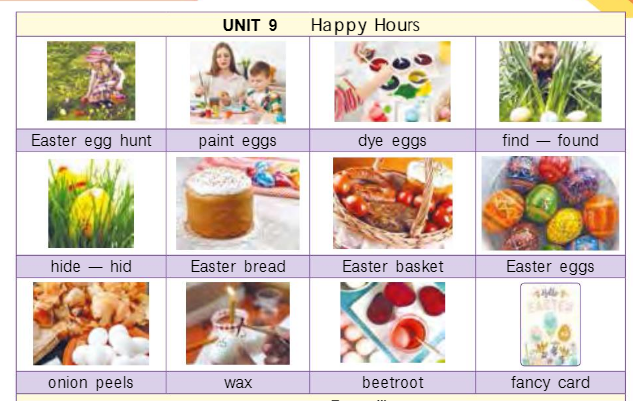 UNIT 9 Happy Hours
Easter egg hunt
paint eggs
dye eggs
find — found
hide — hid
Easter bread
Easter basket
Easter eggs
Hello
EASTER
onion peels
wax
beetroot
fancy card